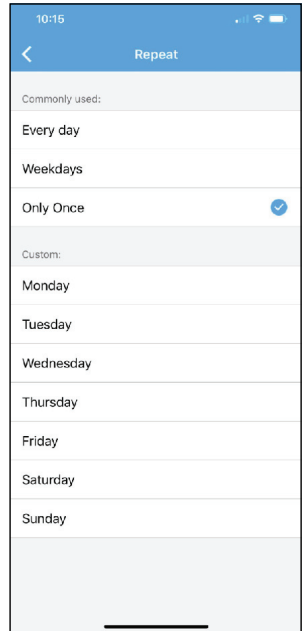 10:15
Repeat
Commonly used:
Every day
Weekdays
Only Once
Custom:
Monday
Tuesday
Wednesday
Thursday
Friday
Saturday
Sunday